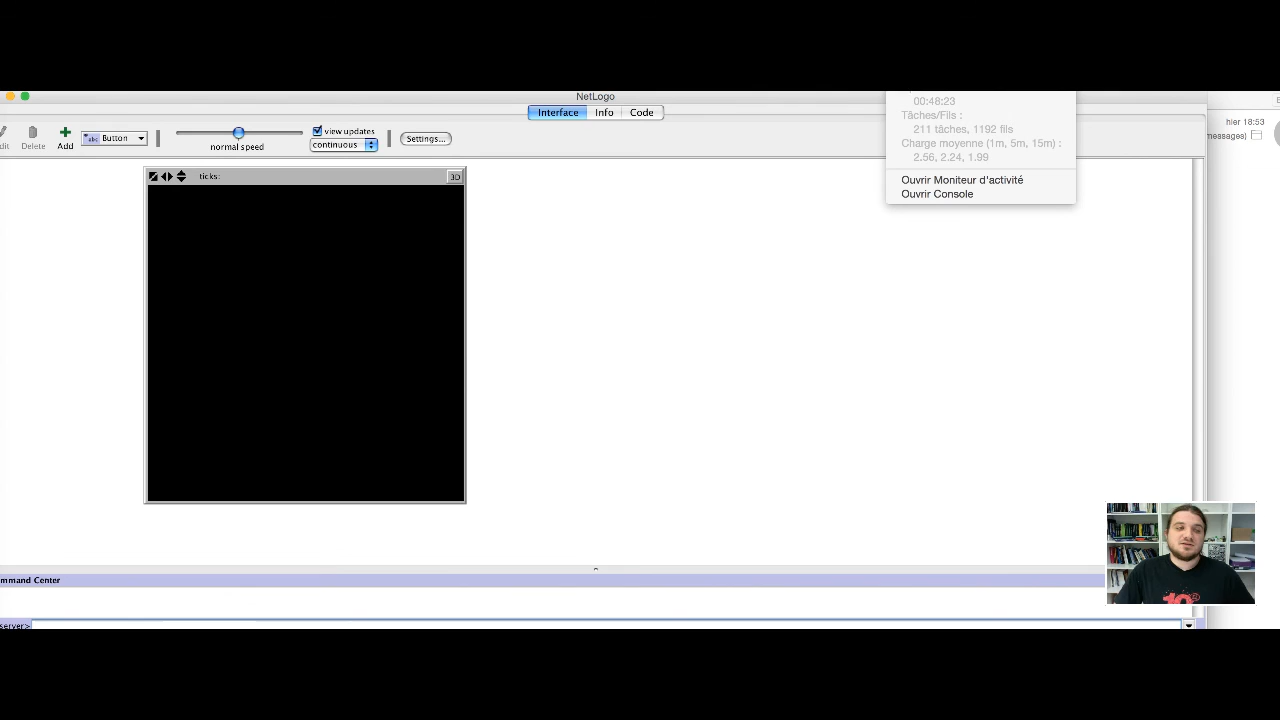 NetLogo
Interface Info Code
dit Delete Add abc Button
normal speed
view updates
continuous
Settings...
ticks:
3D
00:48:23
Tâches/Fils :
211 tâches, 1192 fils
Charge moyenne (1m, 5m, 15m) :
2.56, 2.24, 1.99
Ouvrir Moniteur d'activité
Ouvrir Console
hier 18:53
messages)
mmand Center
server>